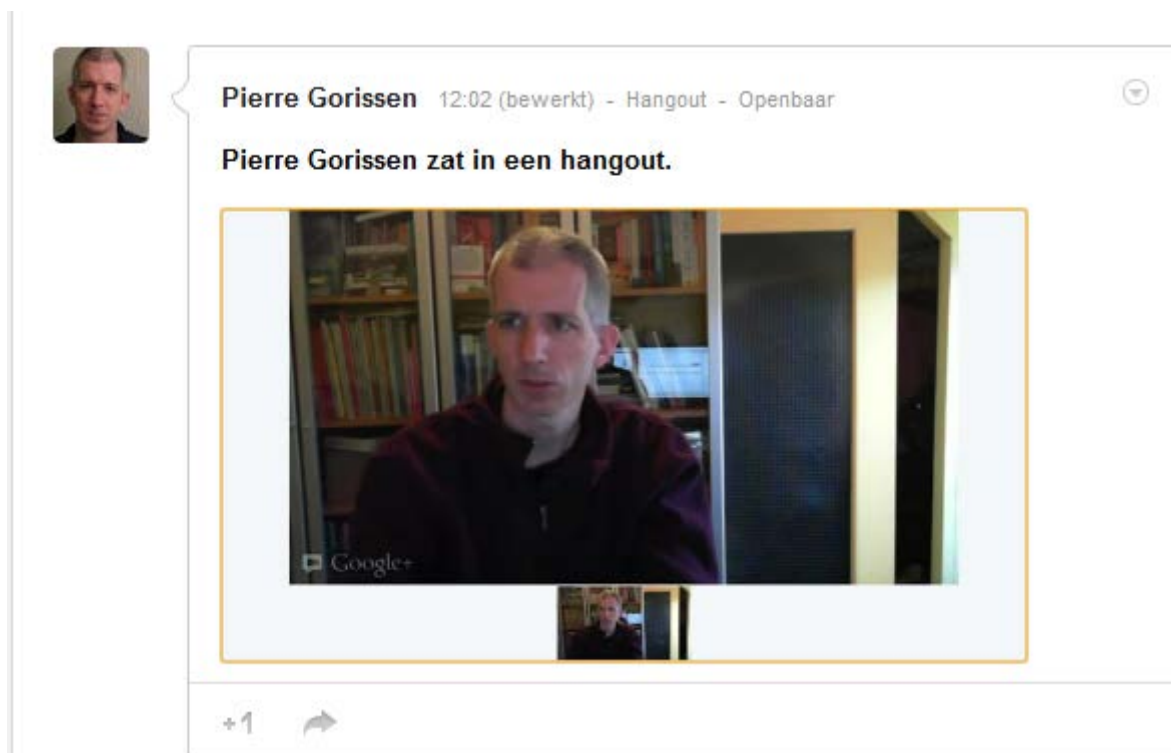 Pierre Gorissen 12:02 (bewerkt) - Hangout - Openbaar
Pierre Gorissen zat in een hangout.
Google+
+1